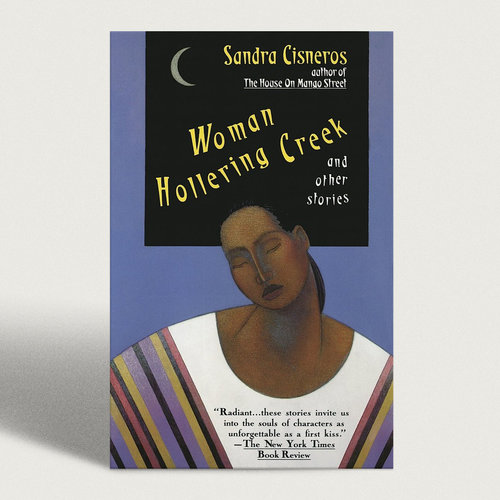 Sandra Cisneros
author of
The House On Mango Street
Woman
Hollering Creek
and
other
stories
“Radiant...these stories invite us
into the souls of characters as
unforgettable as a first kiss.”
—The New York Times
Book Review